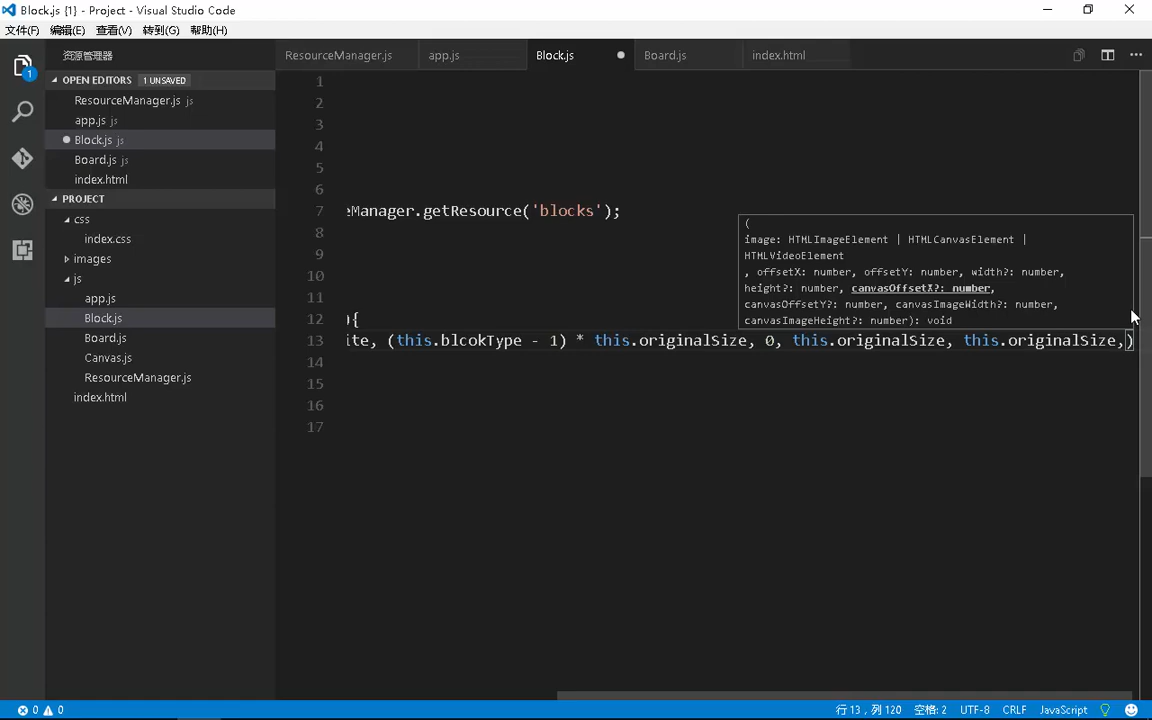 Block.js {1} - Project - Visual Studio Code
文件(F) 编辑(E) 查看(V) 转到(G) 帮助(H)
资源管理器
ResourceManager.js
app.js
Block.js
Board.js
index.html
OPEN EDITORS 1 UNSAVED
ResourceManager.js js
app.js js
Block.js js
Board.js js
index.html
PROJECT
css
index.css
images
js
app.js
Block.js
Board.js
Canvas.js
ResourceManager.js
index.html
1
1
2
3
4
5
6
7 eManager.getResource('blocks');
8
9
10
11
12 ){
13 ite, (this.blcokType - 1) * this.originalSize, 0, this.originalSize, this.originalSize,)
14
15
16
17
(
image: HTMLImageElement | HTMLCanvasElement |
HTMLVideoElement
, offsetX: number, offsetY: number, width?: number,
height?: number, canvasOffsetX?: number,
canvasOffsetY?: number, canvasImageWidth?: number,
canvasImageHeight?: number): void
0 0
行 13，列 120 空格: 2 UTF-8 CRLF JavaScript